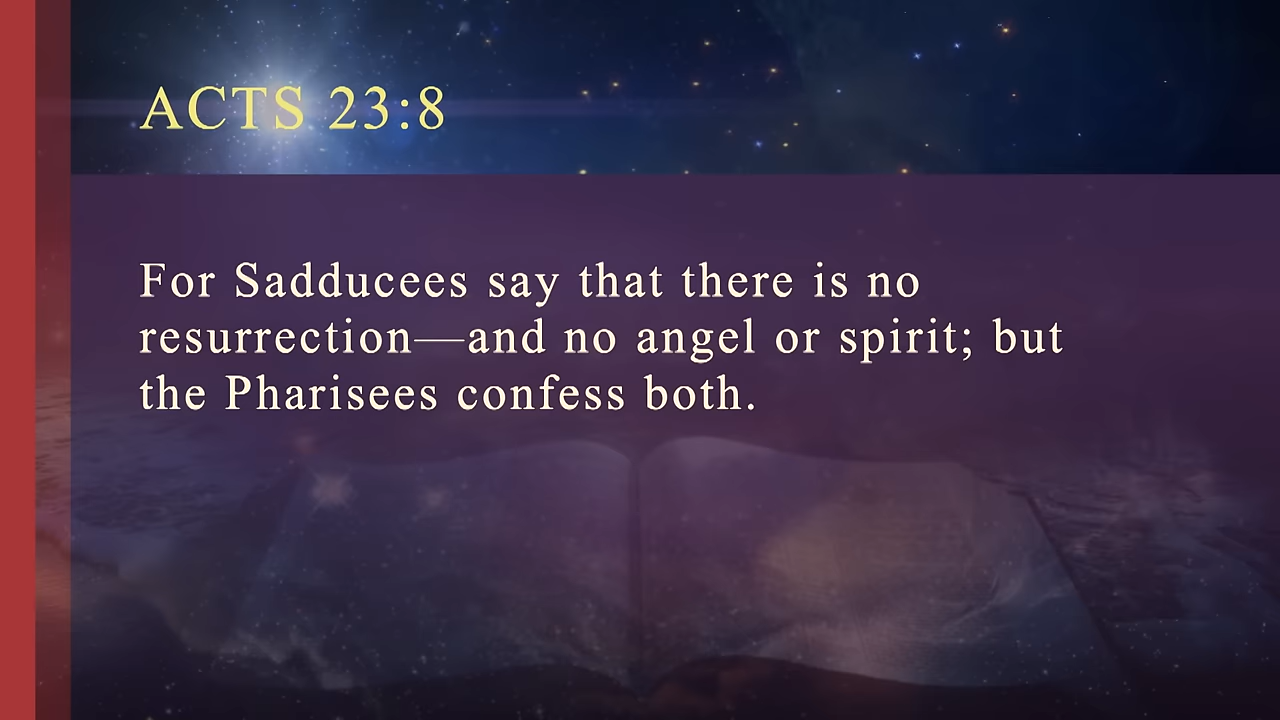 ACTS 23:8
For Sadducees say that there is no
resurrection—and no angel or spirit; but
the Pharisees confess both.